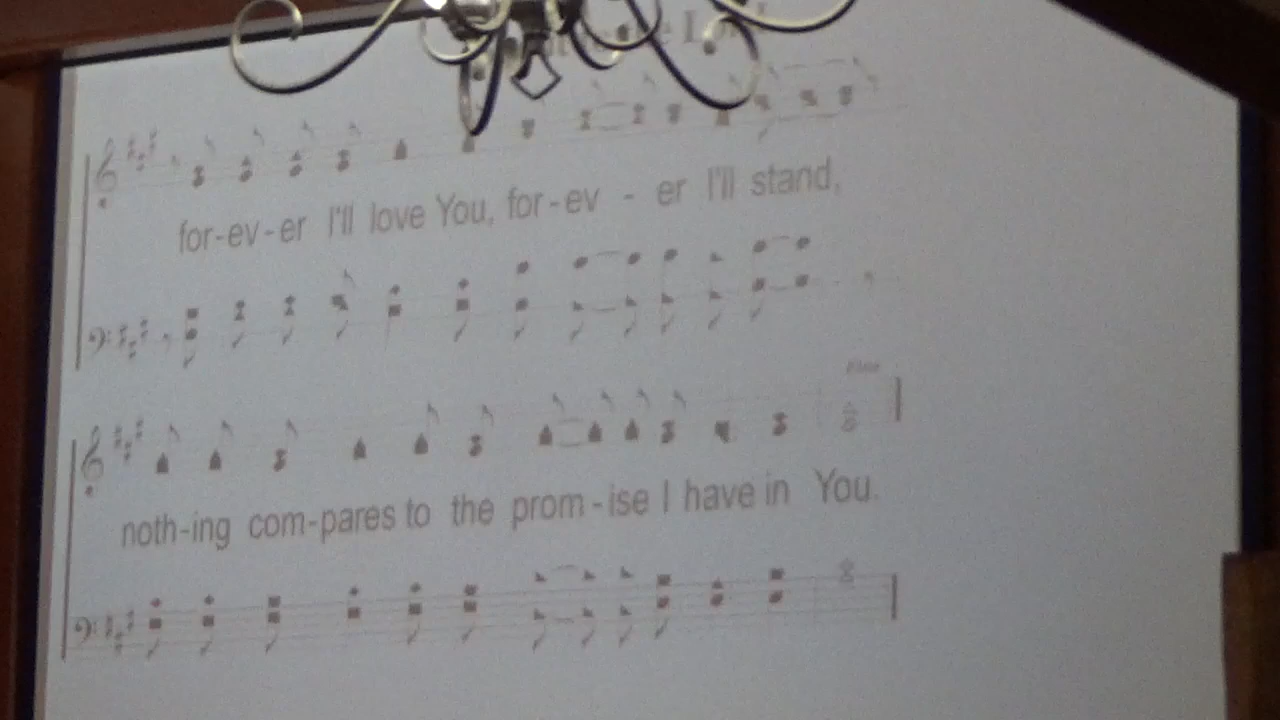 for-ev-er I'll love You, for-ev - er I'll stand,
noth-ing com-pares to the prom-ise I have in You.